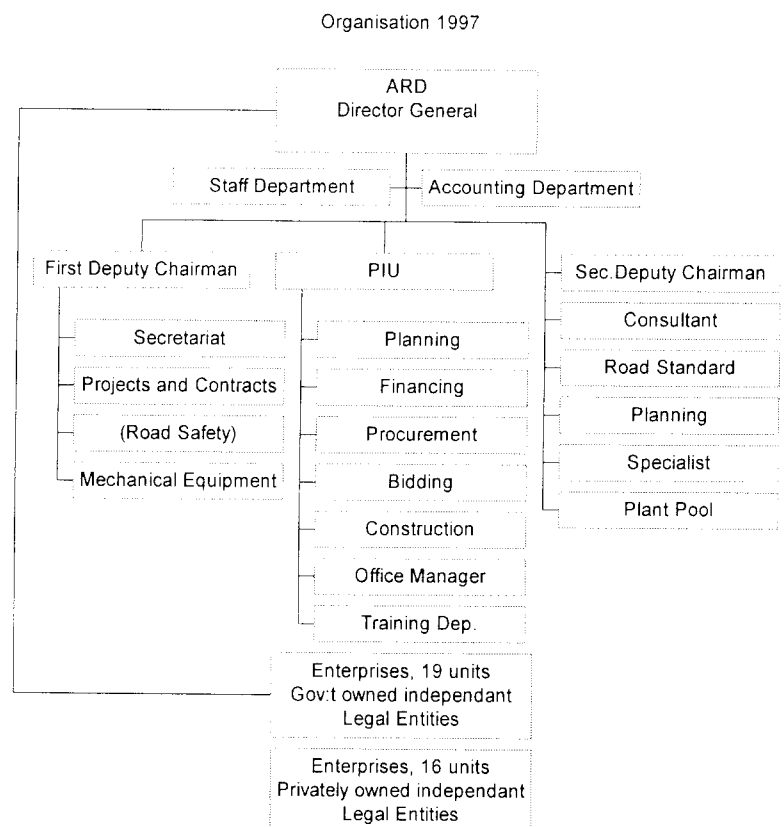 Organisation 1997
ARD
Director General
Staff Department
Accounting Department
First Deputy Chairman
Secretariat
Projects and Contracts
(Road Safety)
Mechanical Equipment
PIU
Planning
Financing
Procurement
Bidding
Construction
Office Manager
Training Dep.
Sec.Deputy Chairman
Consultant
Road Standard
Planning
Specialist
Plant Pool
Enterprises, 19 units
Gov:t owned independant
Legal Entities
Enterprises, 16 units
Privately owned independant
Legal Entities